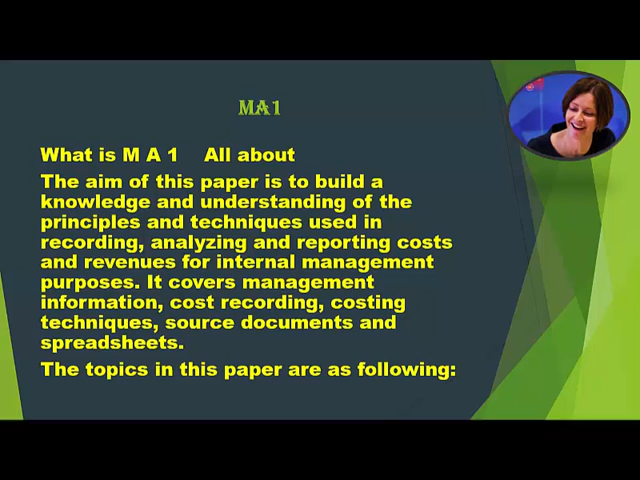 MA1
What is M A 1 All about
The aim of this paper is to build a
knowledge and understanding of the
principles and techniques used in
recording, analyzing and reporting costs
and revenues for internal management
purposes. It covers management
information, cost recording, costing
techniques, source documents and
spreadsheets.
The topics in this paper are as following: